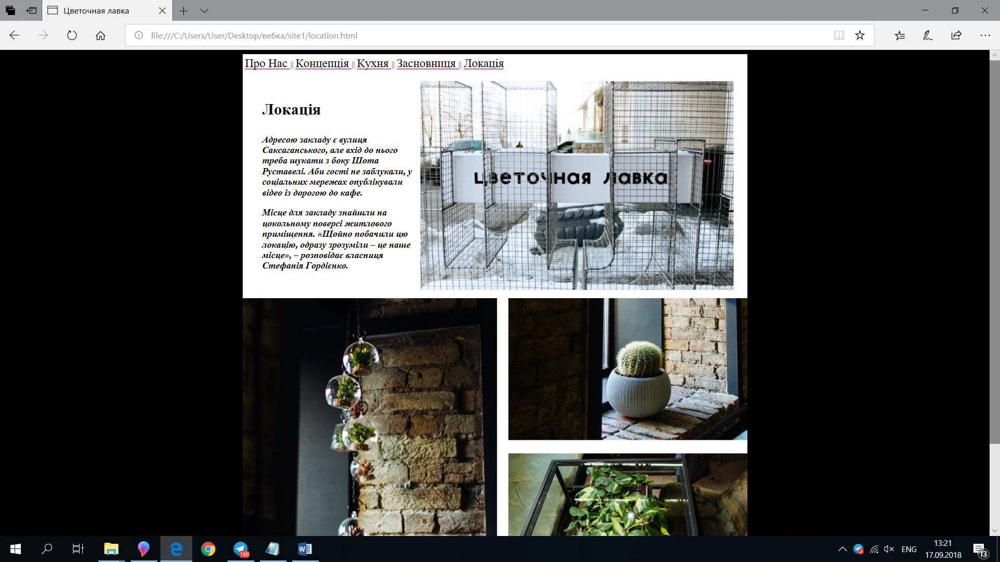 Цветочная лавка
file:///C:/Users/User/Desktop/вебка/site1/location.html
Про Нас || Концепція || Кухня || Засновниця || Локація
Локація
Адресою закладу є вулиця
Саксаганського, але вхід до нього
треба шукати з боку Шота
Руставелі. Аби гості не заблукали, у
соціальних мережах опублікували
відео із дорогою до кафе.
Місце для закладу знайшли на
цокольному поверсі житлового
приміщення. «Щойно побачили цю
локацію, одразу зрозуміли – це наше
місце», – розповідає власниця
Стефанія Гордієнко.
цветочная лавка
188
8
ENG
13:21
17.09.2018
13